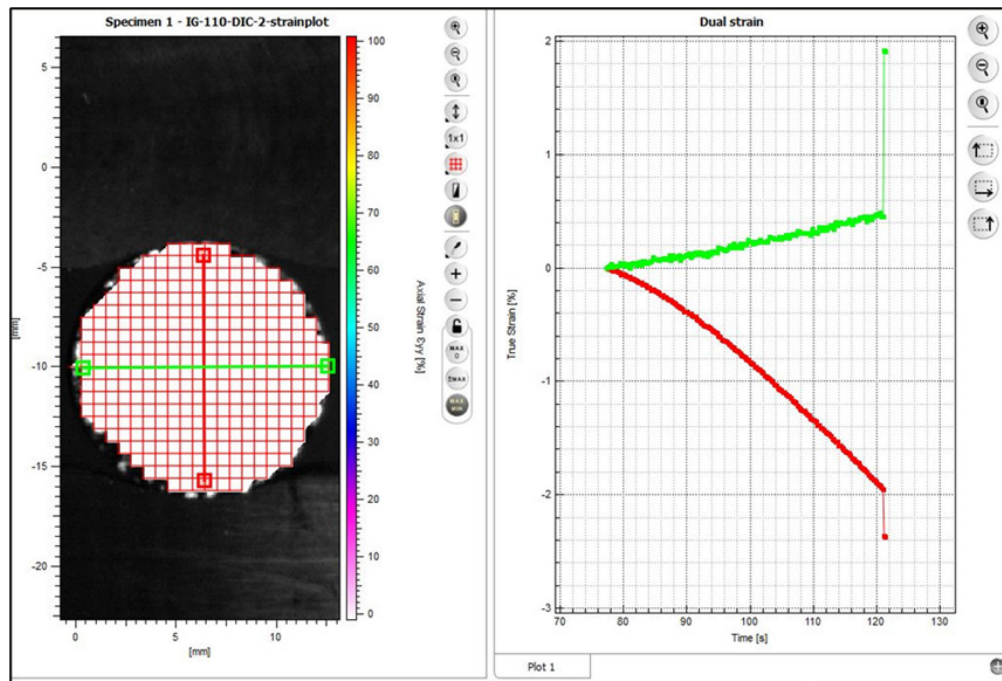 Specimen 1 - IG-110-DIC-2-strainplot
5
0
-5
-10
-15
-20
[mm]
0
5
10
[mm]
100
90
80
70
60
50
40
30
20
10
0
Axial Strain Eyy [%]
1x1
MAX
0
±MAX
MAX
MIN
Dual strain
2
1
0
-1
-2
-3
True Strain [%]
70
80
90
100
110
120
130
Time [s]
Plot 1